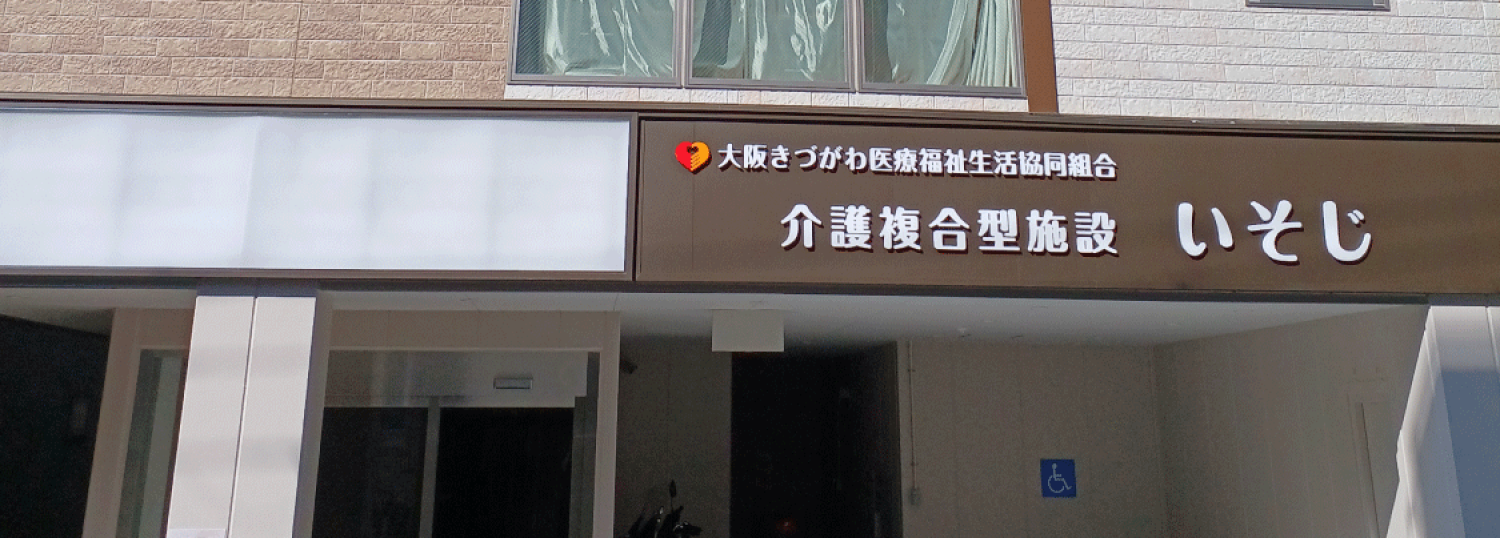 大阪きづがわ医療福祉生活協同組合
介護複合型施設 いそじ